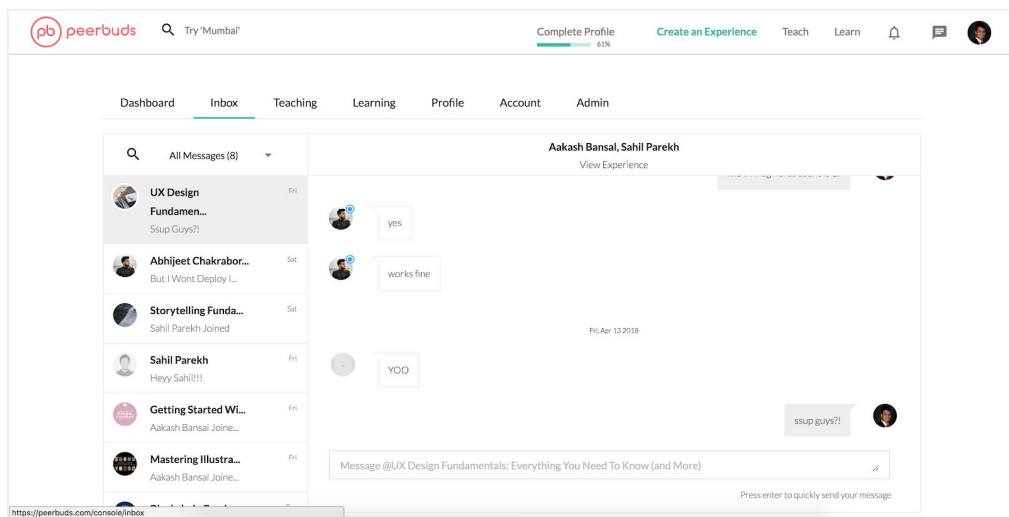 pb peerbuds
Try 'Mumbai'
Complete Profile
61%
Create an Experience
Teach
Learn
Dashboard
Inbox
Teaching
Learning
Profile
Account
Admin
All Messages (8)
Aakash Bansal, Sahil Parekh
View Experience
UX Design
Fundamen...
Fri
Ssup Guys?!
Abhijeet Chakrabor...
Sat
But I Wont Deploy I...
Storytelling Funda...
Sat
Sahil Parekh Joined
Sahil Parekh
Fri
Heyy Sahil!!!
Getting Started Wi...
Fri
Aakash Bansal Joine...
Mastering Illustra...
Fri
Aakash Bansal Joine...
yes
works fine
Fri, Apr 13 2018
YOO
ssup guys?!
Message @UX Design Fundamentals: Everything You Need To Know (and More)
Press enter to quickly send your message
https://peerbuds.com/console/inbox